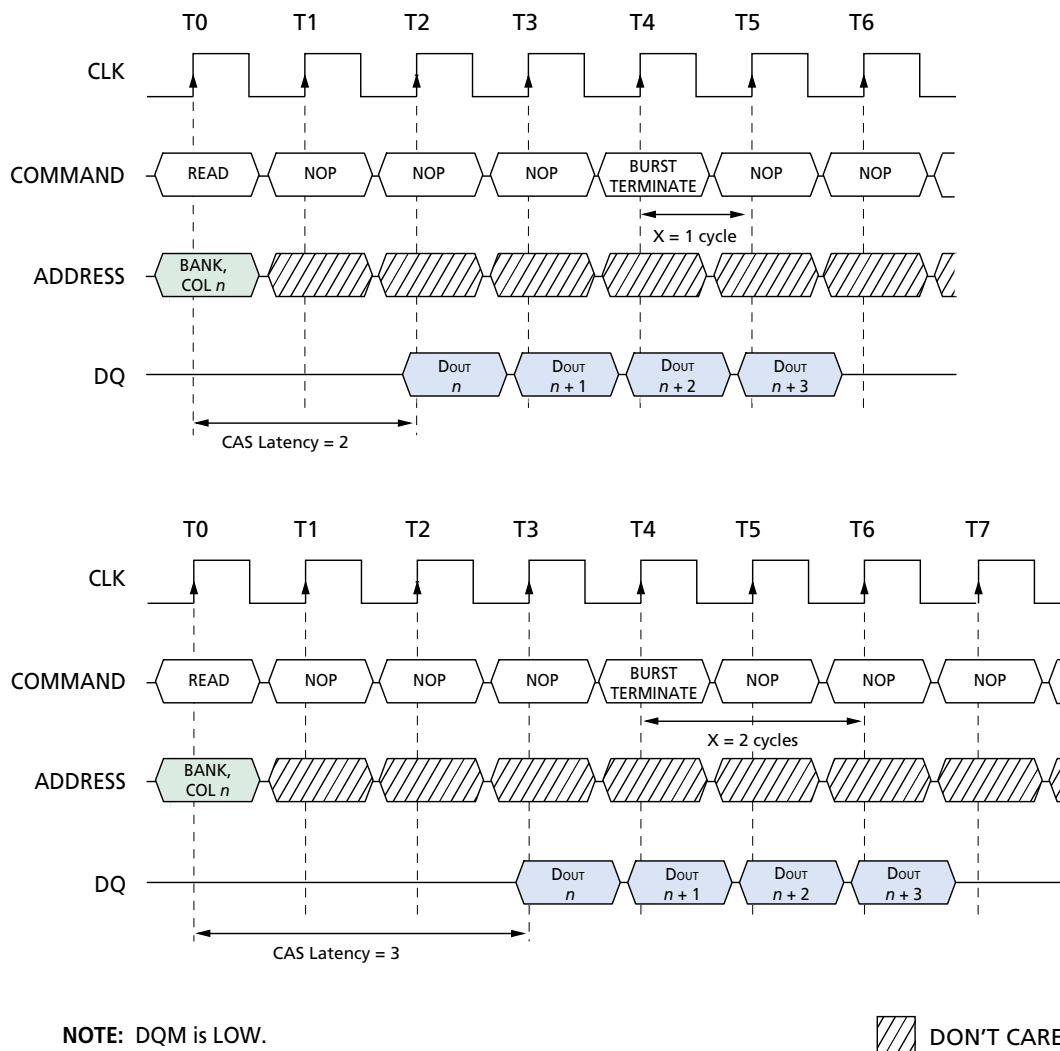 T0 T1 T2 T3 T4 T5 T6
CLK
COMMAND READ NOP NOP NOP BURST TERMINATE NOP NOP
X = 1 cycle
ADDRESS BANK, COL n
DQ DOUT n DOUT n + 1 DOUT n + 2 DOUT n + 3
CAS Latency = 2
T0 T1 T2 T3 T4 T5 T6 T7
CLK
COMMAND READ NOP NOP NOP BURST TERMINATE NOP NOP NOP
X = 2 cycles
ADDRESS BANK, COL n
DQ DOUT n DOUT n + 1 DOUT n + 2 DOUT n + 3
CAS Latency = 3
NOTE: DQM is LOW. DON'T CARE